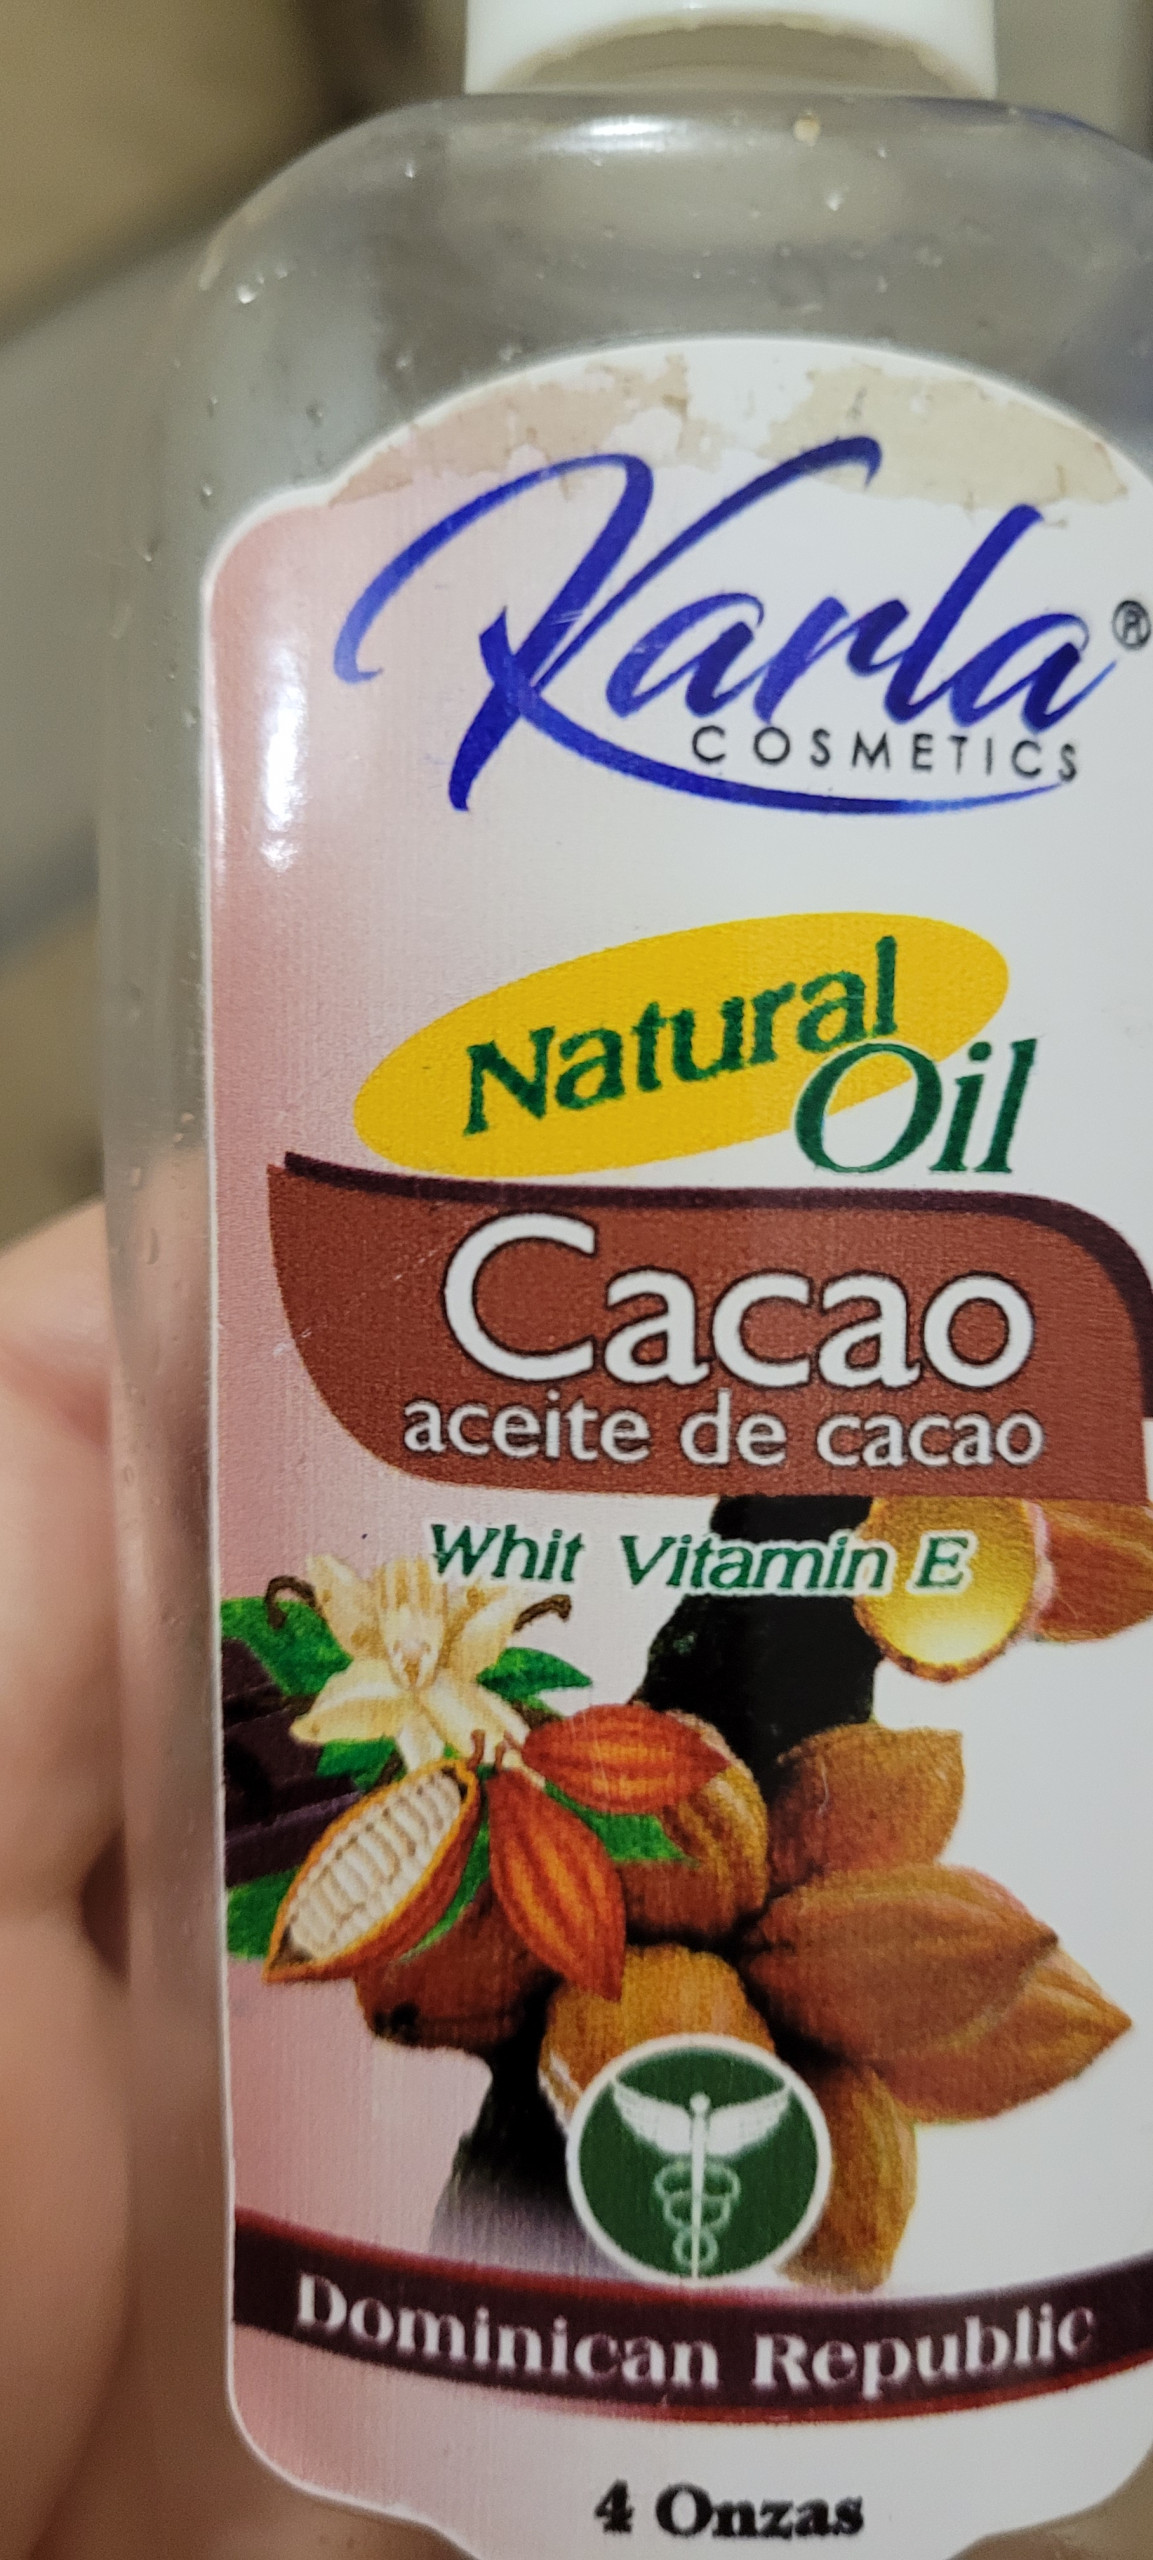 Karla®
COSMETICS
Natural
Oil
Cacao
aceite de cacao
Whit Vitamin E
Dominican Republic
4 Onzas